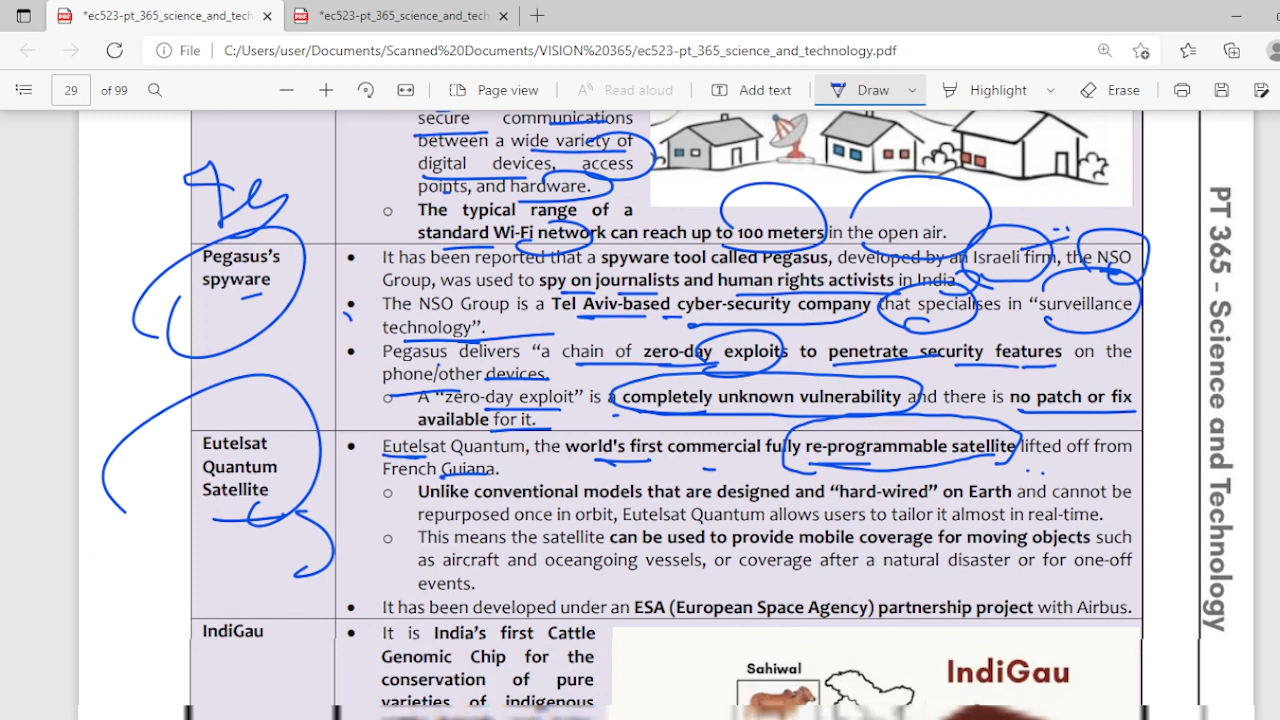 *ec523-pt_365_science_and_tech
*ec523-pt_365_science_and_tech
File C:/Users/user/Documents/Scanned%20Documents/VISION%20365/ec523-pt_365_science_and_technology.pdf
29 of 99 Page view Read aloud Add text Draw Highlight Erase
secure communications
between a wide variety of
digital devices, access
points, and hardware.
o The typical range of a
standard Wi-Fi network can reach up to 100 meters in the open air.
Pegasus's
spyware
• It has been reported that a spyware tool called Pegasus, developed by an Israeli firm, the NSO
Group, was used to spy on journalists and human rights activists in India.
• The NSO Group is a Tel Aviv-based cyber-security company that specialises in “surveillance
technology”.
• Pegasus delivers “a chain of zero-day exploits to penetrate security features on the
phone/other devices.
o A “zero-day exploit” is a completely unknown vulnerability and there is no patch or fix
available for it.
Eutelsat
Quantum
Satellite
• Eutelsat Quantum, the world's first commercial fully re-programmable satellite lifted off from
French Guiana.
o Unlike conventional models that are designed and “hard-wired” on Earth and cannot be
repurposed once in orbit, Eutelsat Quantum allows users to tailor it almost in real-time.
o This means the satellite can be used to provide mobile coverage for moving objects such
as aircraft and oceangoing vessels, or coverage after a natural disaster or for one-off
events.
• It has been developed under an ESA (European Space Agency) partnership project with Airbus.
IndiGau
• It is India's first Cattle
Genomic Chip for the
conservation of pure
varieties of indigenous
Sahiwal
IndiGau
PT 365 - Science and Technology